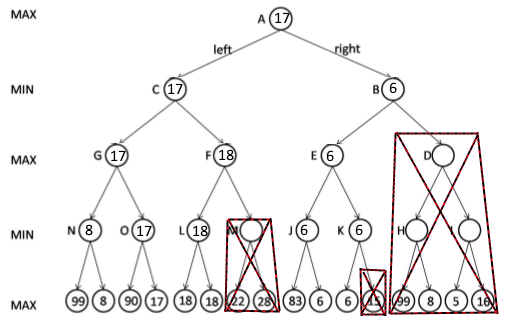 MAX A 17
left right
MIN C 17 B 6
MAX G 17 F 18 E 6 D
MIN N 8 O 17 L 18 M J 6 K 6 H I
MAX 99 8 90 17 18 18 22 28 83 6 6 15 99 8 5 16